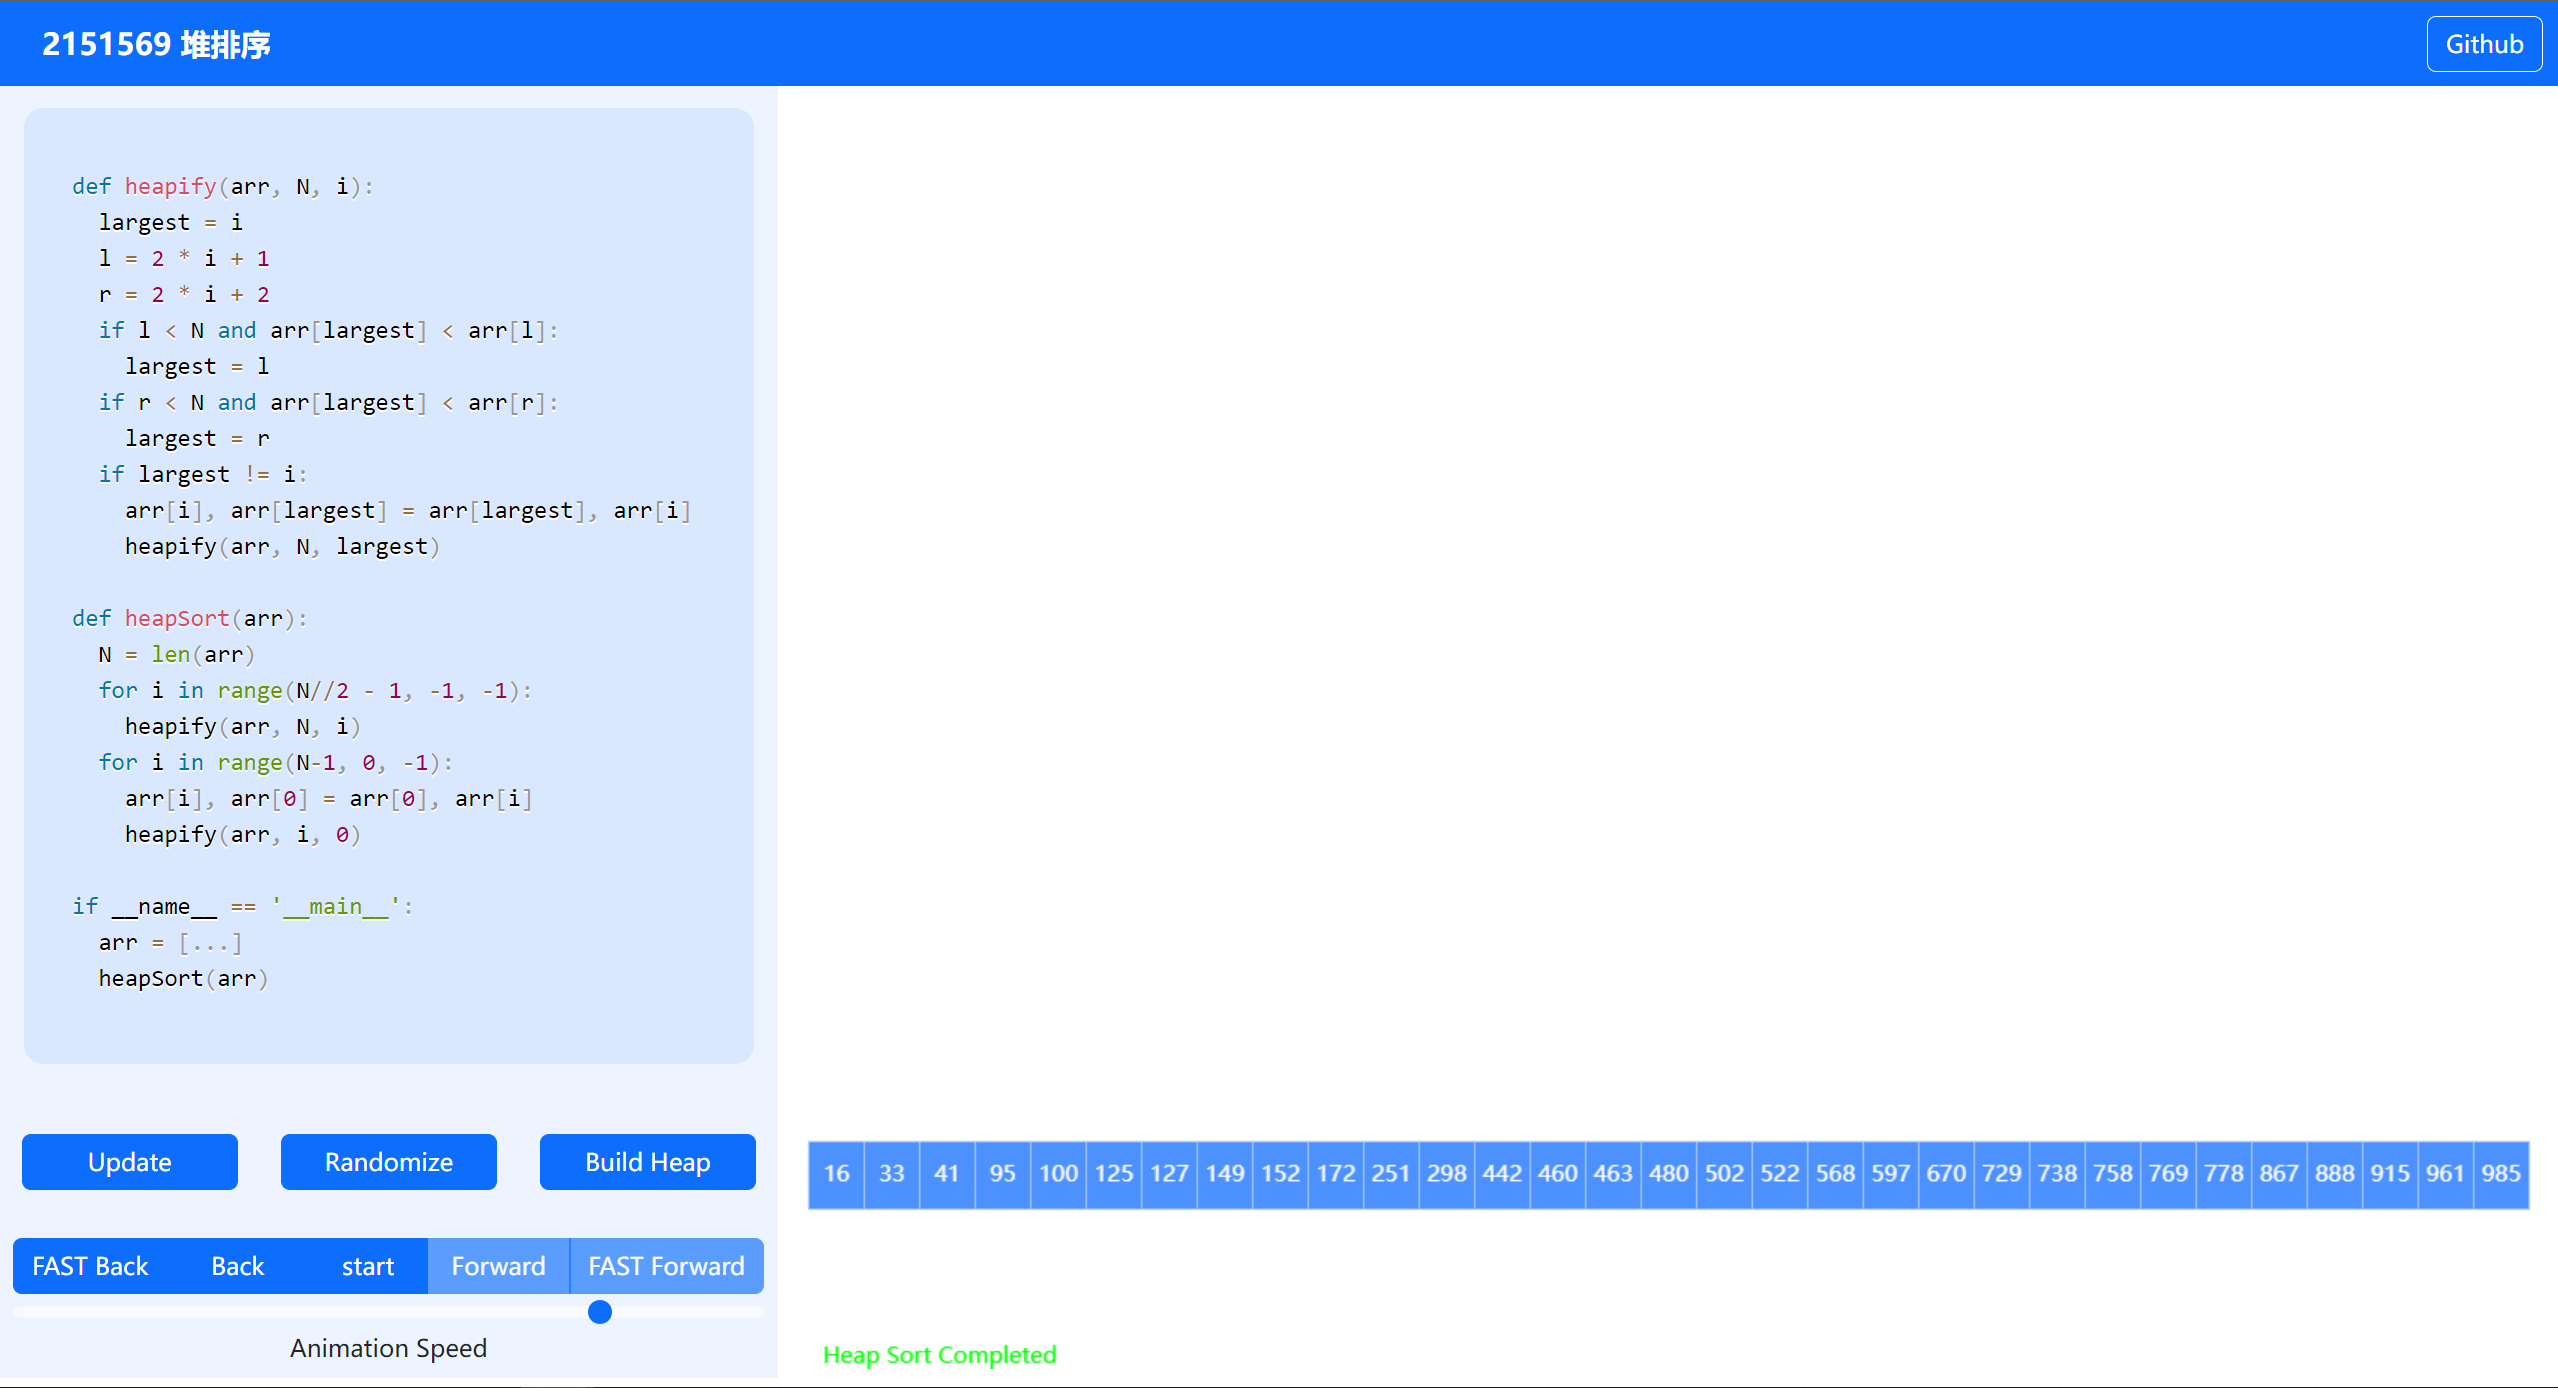 2151569 堆排序
Github
def heapify(arr, N, i):
  largest = i
  l = 2 * i + 1
  r = 2 * i + 2
  if l < N and arr[largest] < arr[l]:
    largest = l
  if r < N and arr[largest] < arr[r]:
    largest = r
  if largest != i:
    arr[i], arr[largest] = arr[largest], arr[i]
    heapify(arr, N, largest)
def heapSort(arr):
  N = len(arr)
  for i in range(N//2 - 1, -1, -1):
    heapify(arr, N, i)
  for i in range(N-1, 0, -1):
    arr[i], arr[0] = arr[0], arr[i]
    heapify(arr, i, 0)
if __name__ == '__main__':
  arr = [...]
  heapSort(arr)
Update Randomize Build Heap
FAST Back Back start Forward FAST Forward
Animation Speed
16 33 41 95 100 125 127 149 152 172 251 298 442 460 463 480 502 522 568 597 670 729 738 758 769 778 867 888 915 961 985
Heap Sort Completed